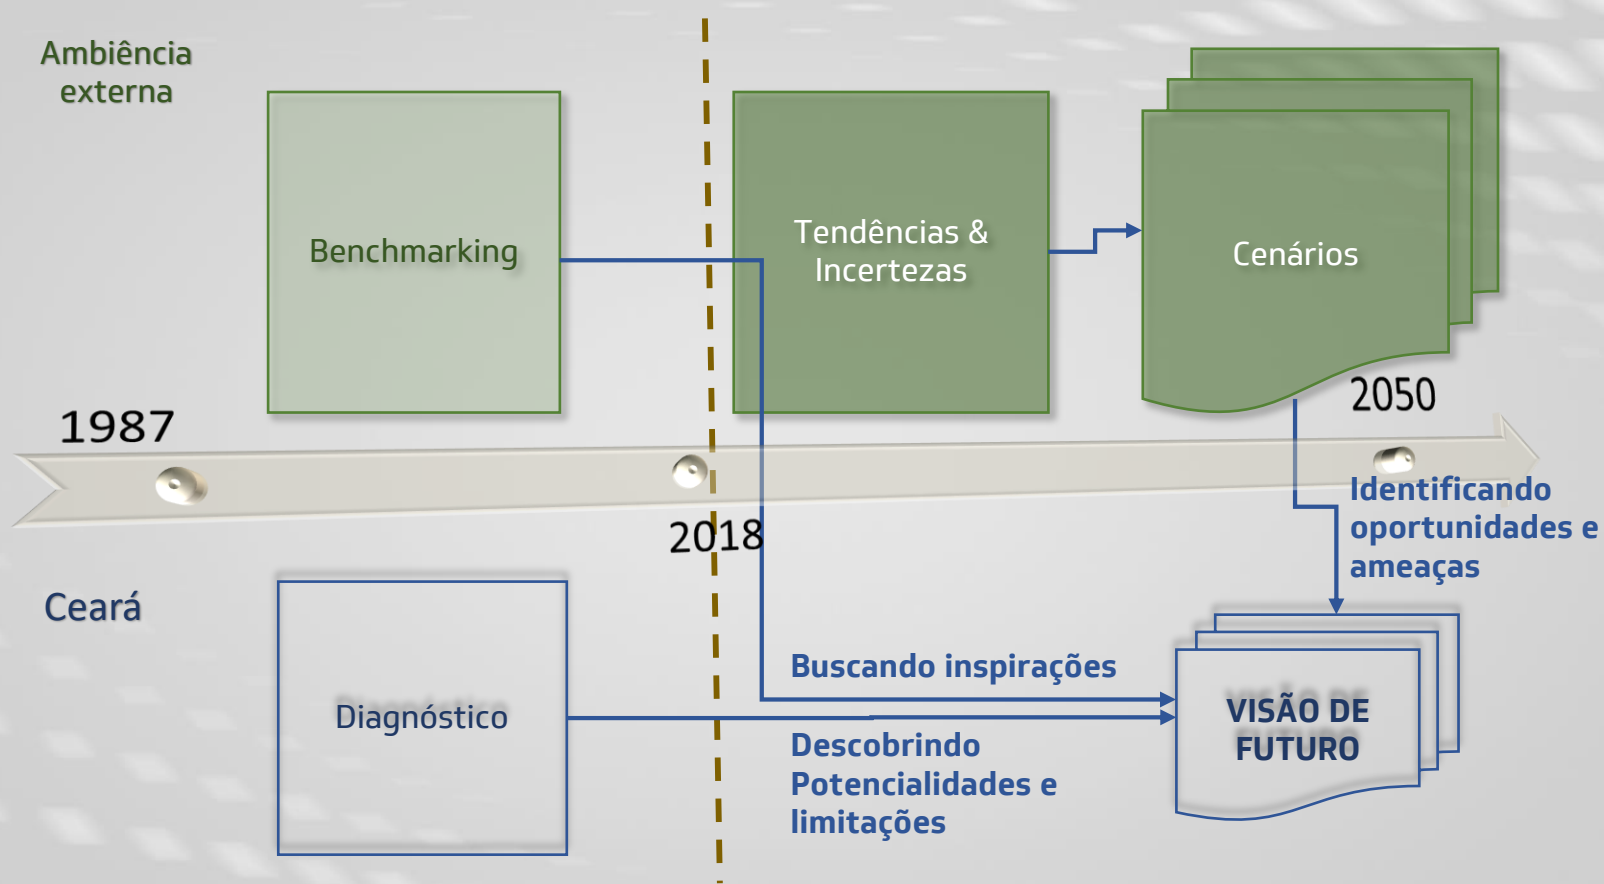 Ambiência
externa
Benchmarking
Tendências &
Incertezas
Cenários
1987
2018
2050
Identificando
oportunidades e
ameaças
Ceará
Diagnóstico
Buscando inspirações
Descobrindo
Potencialidades e
limitações
VISÃO DE
FUTURO